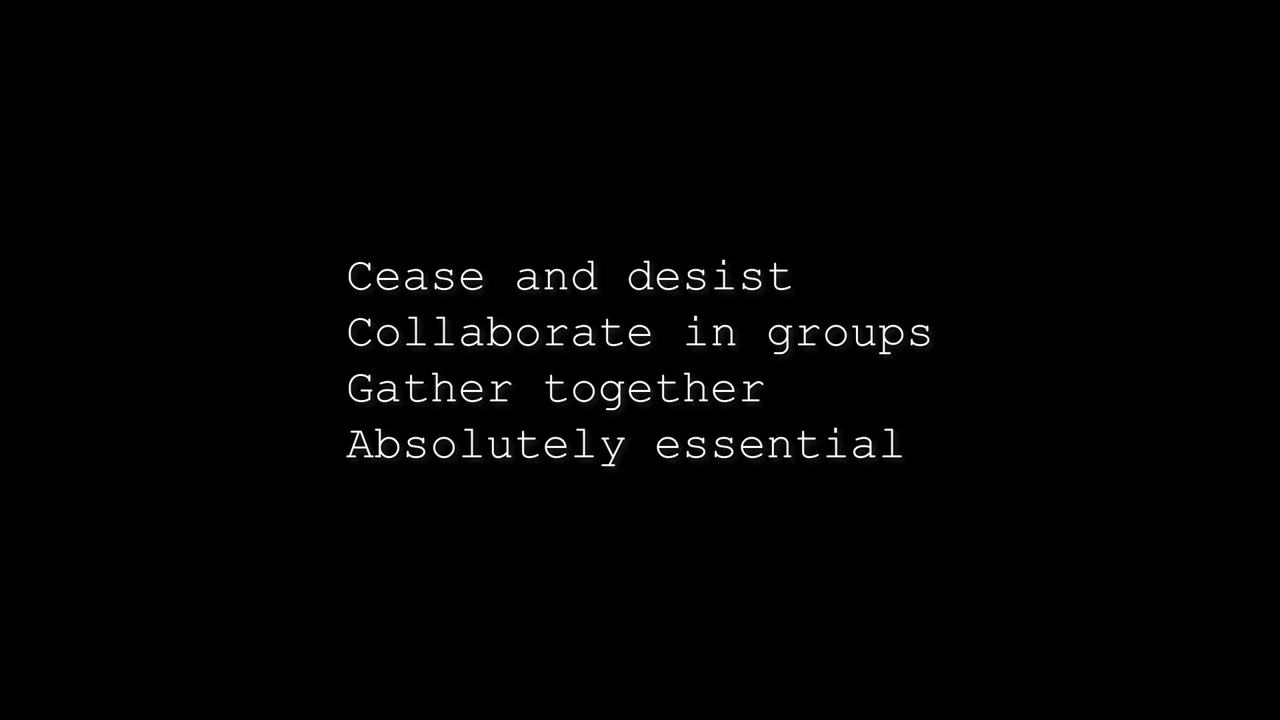 Cease and desist
Collaborate in groups
Gather together
Absolutely essential